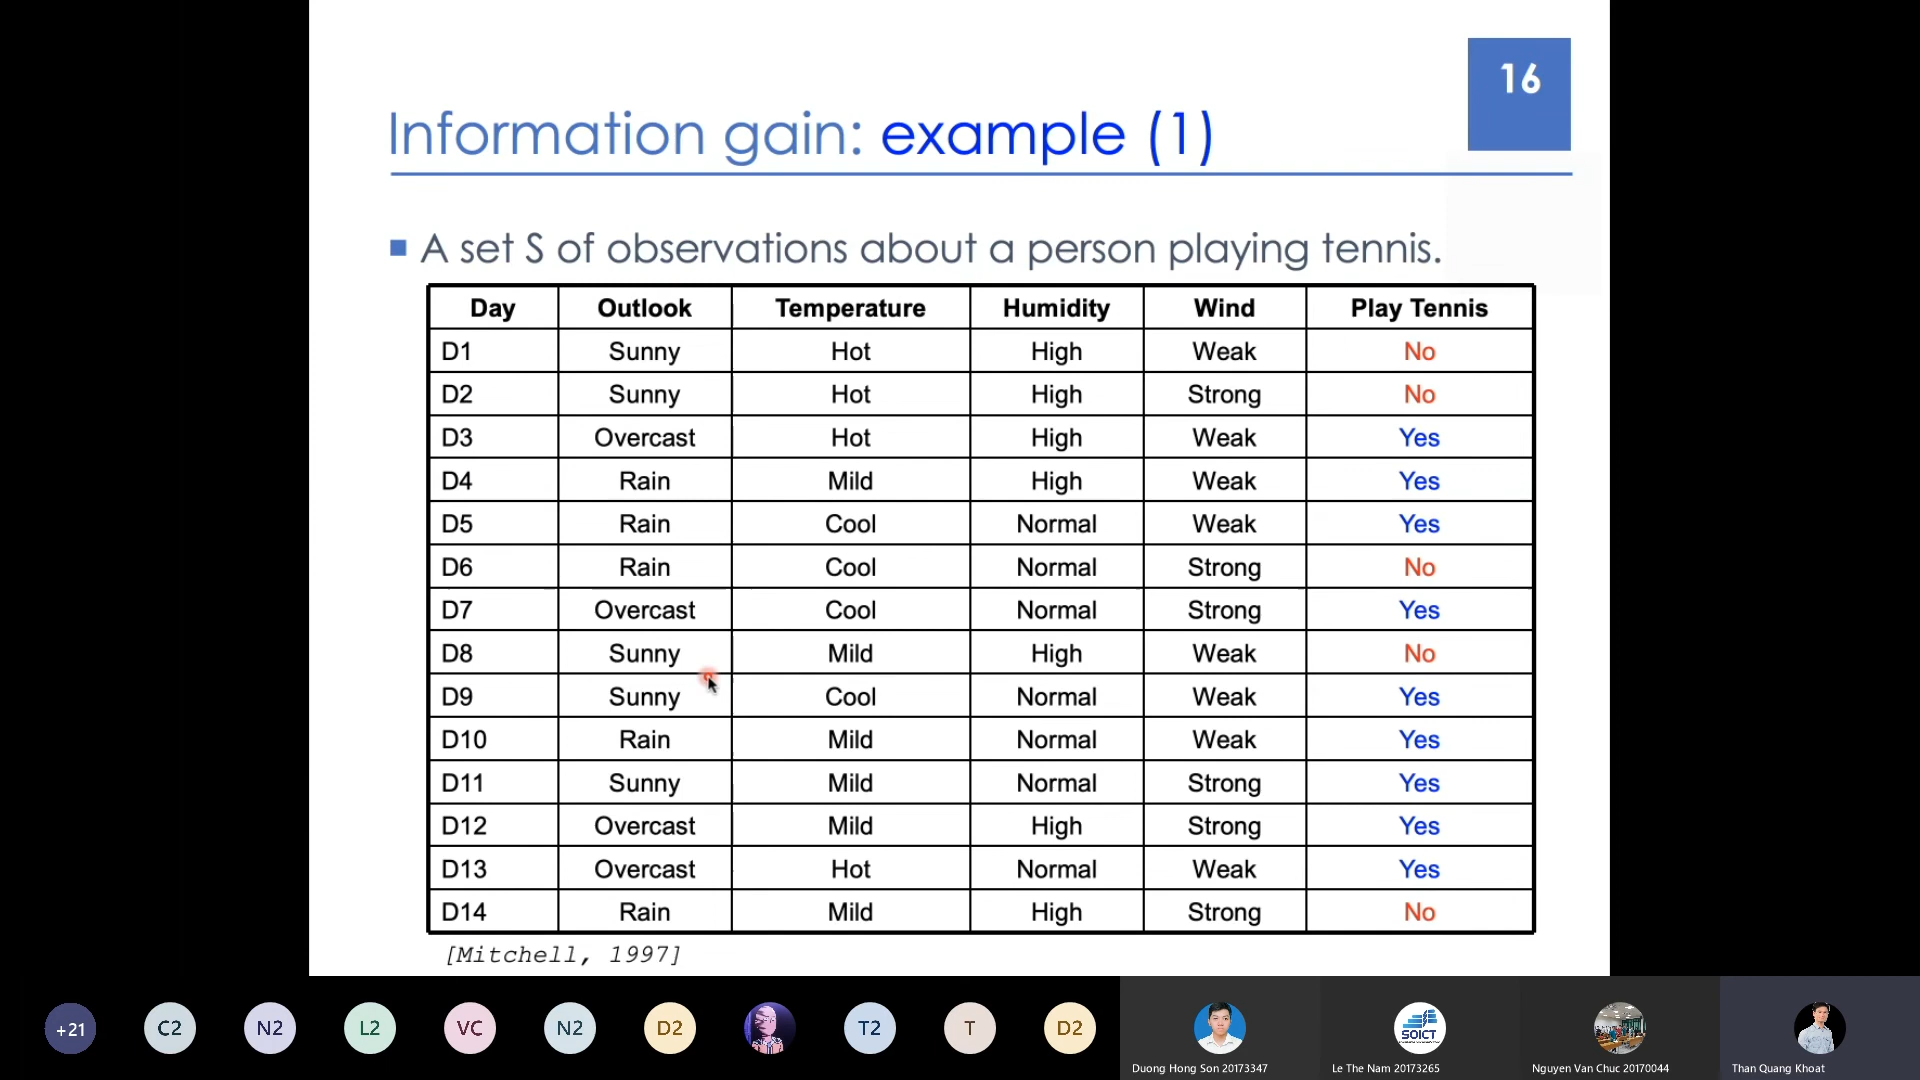 16
Information gain: example (1)
A set S of observations about a person playing tennis.
Day Outlook Temperature Humidity Wind Play Tennis
D1 Sunny Hot High Weak No
D2 Sunny Hot High Strong No
D3 Overcast Hot High Weak Yes
D4 Rain Mild High Weak Yes
D5 Rain Cool Normal Weak Yes
D6 Rain Cool Normal Strong No
D7 Overcast Cool Normal Strong Yes
D8 Sunny Mild High Weak No
D9 Sunny Cool Normal Weak Yes
D10 Rain Mild Normal Weak Yes
D11 Sunny Mild Normal Strong Yes
D12 Overcast Mild High Strong Yes
D13 Overcast Hot Normal Weak Yes
D14 Rain Mild High Strong No
[Mitchell, 1997]
+21 C2 N2 L2 VC N2 D2 T2 T D2 SOICT
Duong Hong Son 20173347 Le The Nam 20173265 Nguyen Van Chuc 20170044 Than Quang Khoat